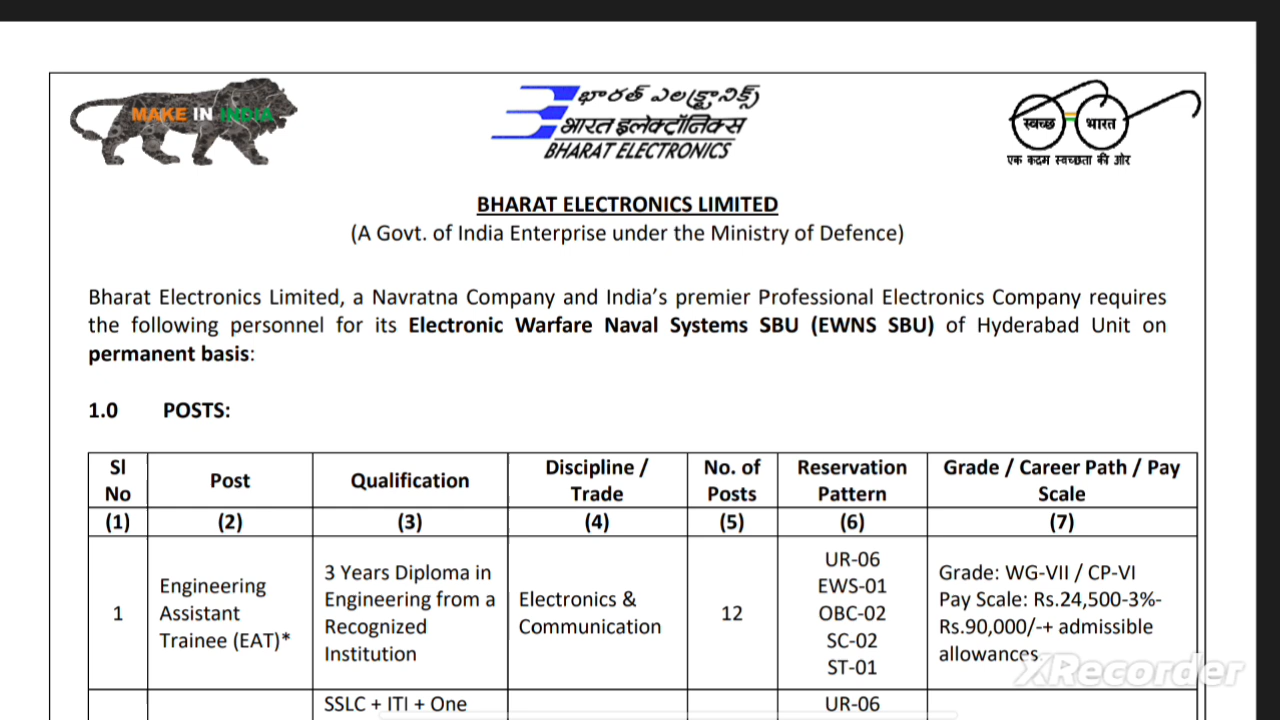 MAKE IN INDIA
భారత్ ఎలక్ట్రానిక్స్
भारत इलेक्ट्रॉनिक्स
BHARAT ELECTRONICS
स्वच्छ भारत
एक कदम स्वच्छता की ओर
BHARAT ELECTRONICS LIMITED
(A Govt. of India Enterprise under the Ministry of Defence)
Bharat Electronics Limited, a Navratna Company and India's premier Professional Electronics Company requires
the following personnel for its Electronic Warfare Naval Systems SBU (EWNS SBU) of Hyderabad Unit on
permanent basis:
1.0 POSTS:
Sl No
Post
Qualification
Discipline / Trade
No. of Posts
Reservation Pattern
Grade / Career Path / Pay Scale
(1) (2) (3) (4) (5) (6) (7)
1
Engineering
Assistant
Trainee (EAT)*
3 Years Diploma in
Engineering from a
Recognized
Institution
Electronics &
Communication
12
UR-06
EWS-01
OBC-02
SC-02
ST-01
Grade: WG-VII / CP-VI
Pay Scale: Rs.24,500-3%-
Rs.90,000/-+ admissible
allowances
SSLC + ITI + One
UR-06
XRecorder